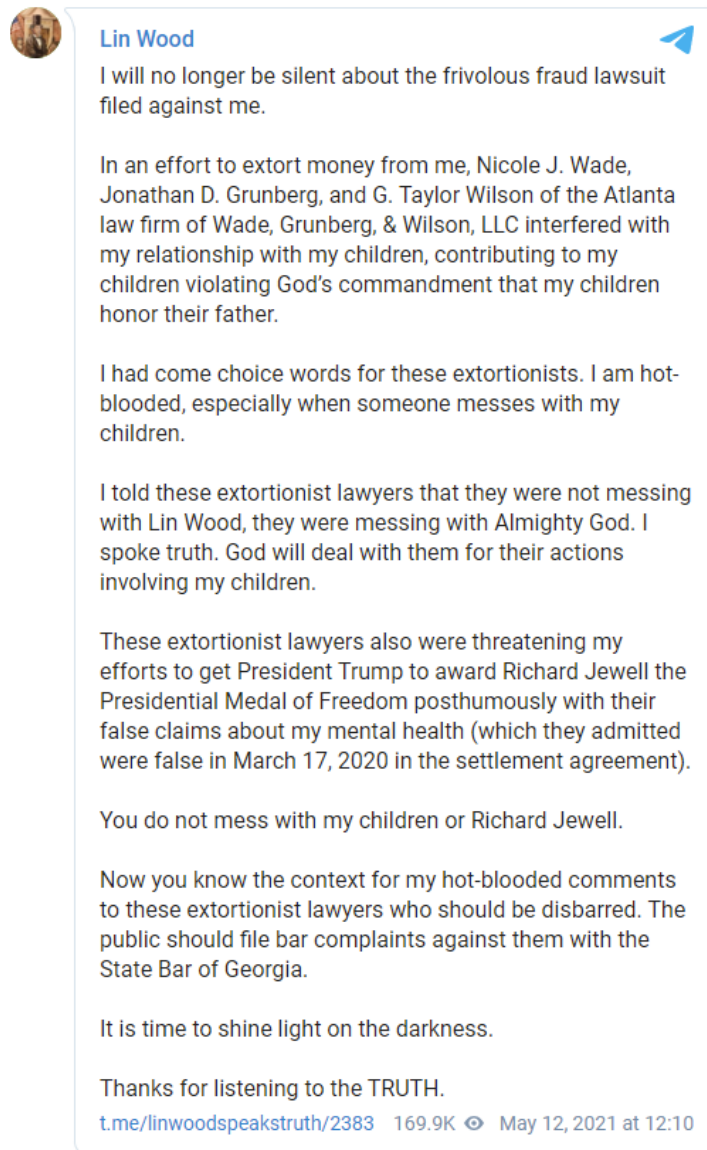 Lin Wood
I will no longer be silent about the frivolous fraud lawsuit
filed against me.
In an effort to extort money from me, Nicole J. Wade,
Jonathan D. Grunberg, and G. Taylor Wilson of the Atlanta
law firm of Wade, Grunberg, & Wilson, LLC interfered with
my relationship with my children, contributing to my
children violating God’s commandment that my children
honor their father.
I had come choice words for these extortionists. I am hot-
blooded, especially when someone messes with my
children.
I told these extortionist lawyers that they were not messing
with Lin Wood, they were messing with Almighty God. I
spoke truth. God will deal with them for their actions
involving my children.
These extortionist lawyers also were threatening my
efforts to get President Trump to award Richard Jewell the
Presidential Medal of Freedom posthumously with their
false claims about my mental health (which they admitted
were false in March 17, 2020 in the settlement agreement).
You do not mess with my children or Richard Jewell.
Now you know the context for my hot-blooded comments
to these extortionist lawyers who should be disbarred. The
public should file bar complaints against them with the
State Bar of Georgia.
It is time to shine light on the darkness.
Thanks for listening to the TRUTH.
t.me/linwoodspeakstruth/2383 169.9K May 12, 2021 at 12:10